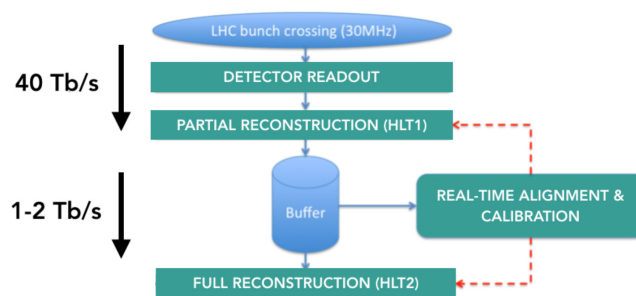 LHC bunch crossing (30MHz)
40 Tb/s
DETECTOR READOUT
PARTIAL RECONSTRUCTION (HLT1)
1-2 Tb/s
Buffer
REAL-TIME ALIGNMENT &
CALIBRATION
FULL RECONSTRUCTION (HLT2)